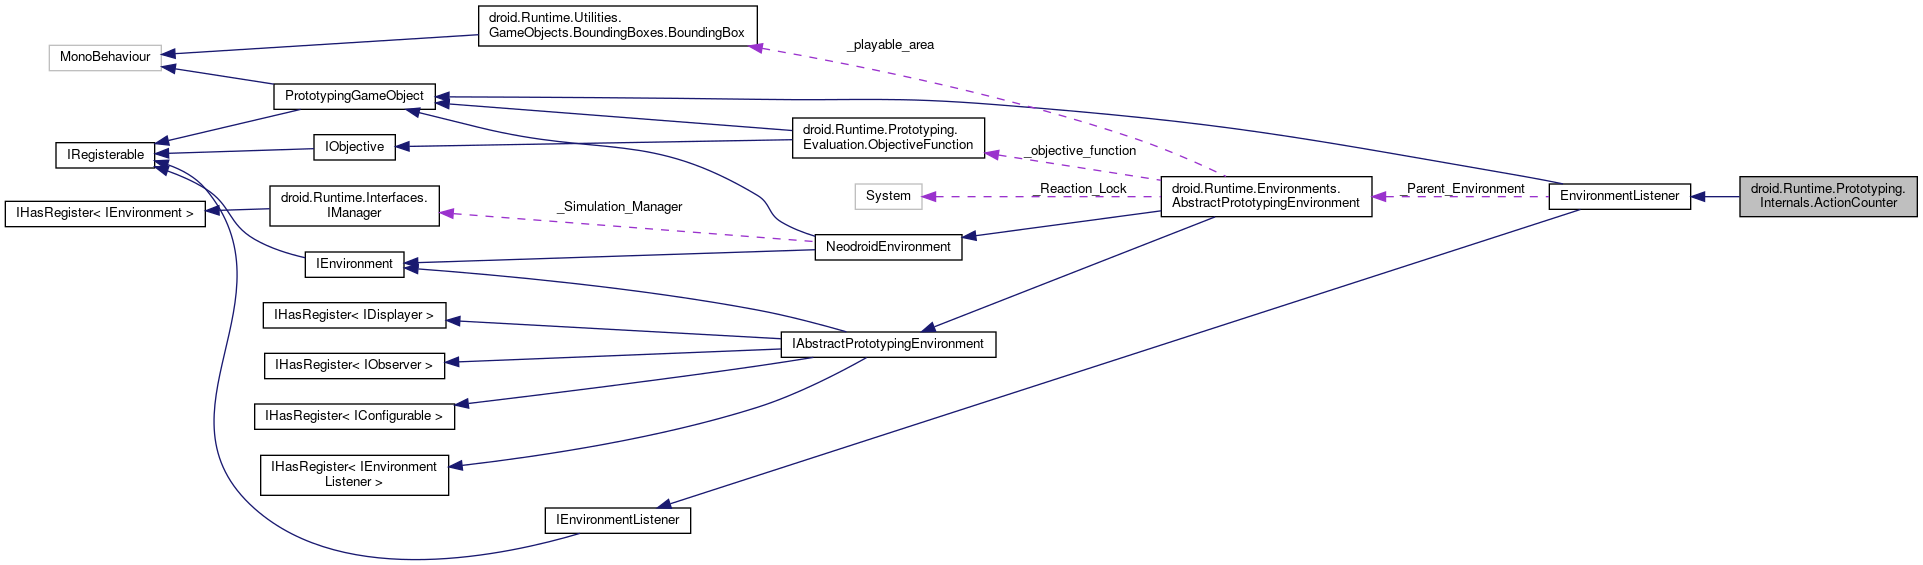 droid.Runtime.Utilities.
GameObjects.BoundingBoxes.BoundingBox
_playable_area
MonoBehaviour
PrototypingGameObject
droid.Runtime.Prototyping.
Evaluation.ObjectiveFunction
IObjective
IRegisterable
_objective_function
System
_Reaction_Lock
droid.Runtime.Environments.
AbstractPrototypingEnvironment
_Parent_Environment
EnvironmentListener
droid.Runtime.Prototyping.
Internals.ActionCounter
IHasRegister< IEnvironment >
droid.Runtime.Interfaces.
IManager
_Simulation_Manager
NeodroidEnvironment
IEnvironment
IHasRegister< IDisplayer >
IAbstractPrototypingEnvironment
IHasRegister< IObserver >
IHasRegister< IConfigurable >
IHasRegister< IEnvironment
Listener >
IEnvironmentListener